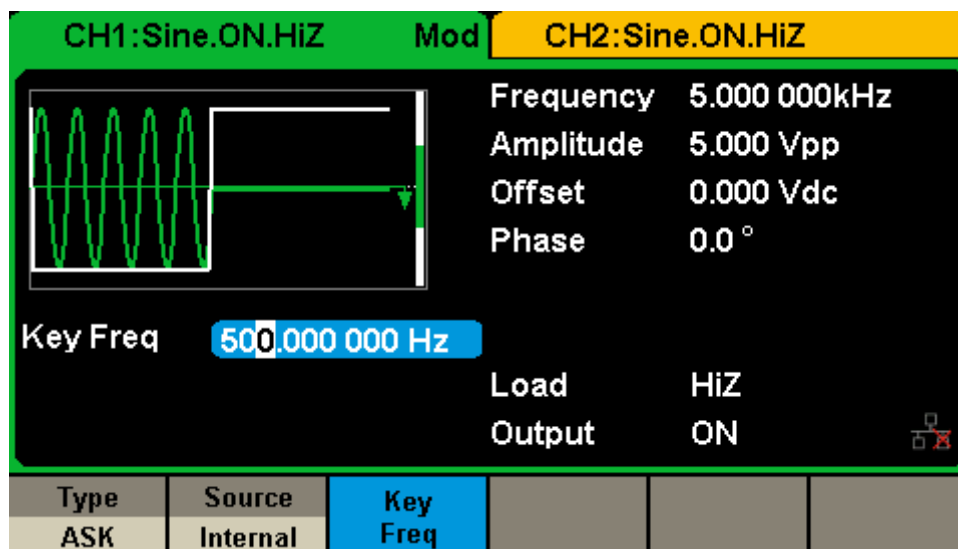 CH1:Sine.ON.HiZ Mod CH2:Sine.ON.HiZ
Frequency 5.000 000kHz
Amplitude 5.000 Vpp
Offset 0.000 Vdc
Phase 0.0 °
Key Freq 500.000 000 Hz
Load HiZ
Output ON
Type Source Key
ASK Internal Freq